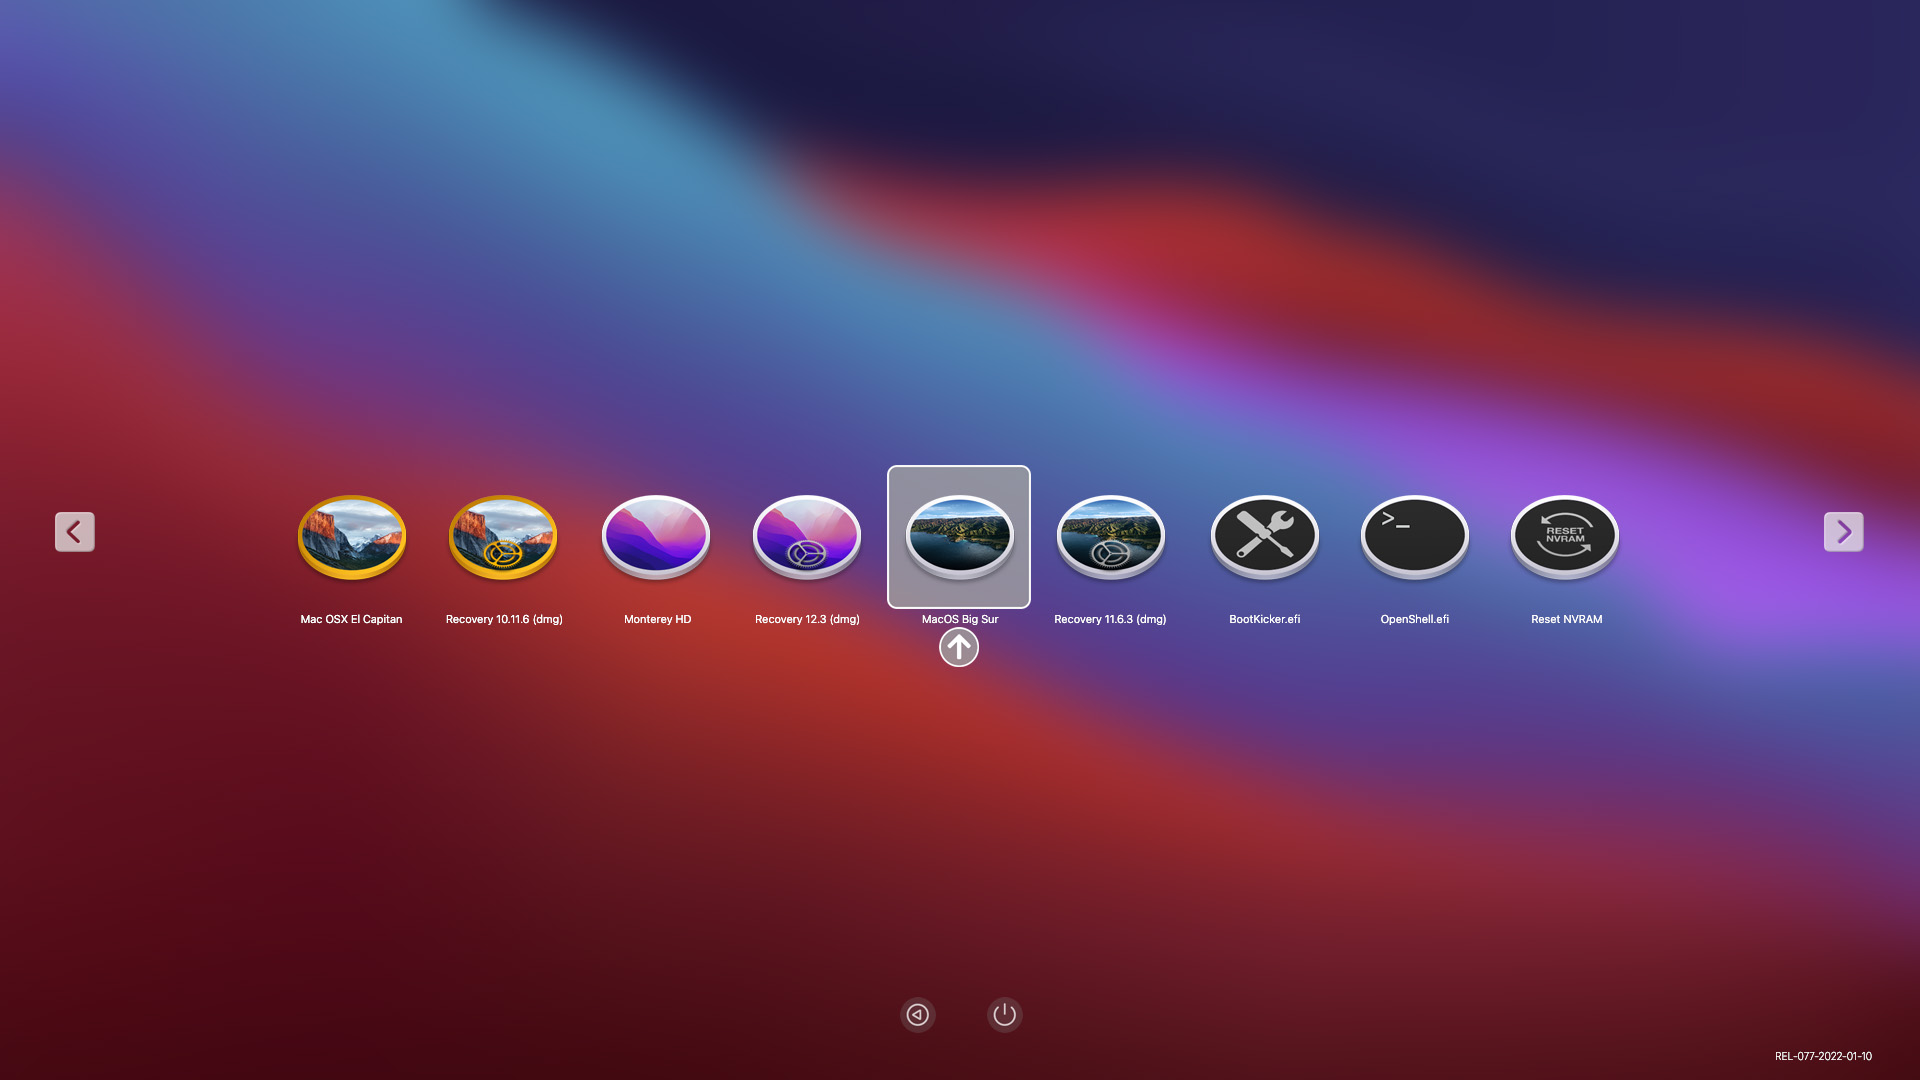 >_
RESET
NVRAM
Mac OSX El Capitan
Recovery 10.11.6 (dmg)
Monterey HD
Recovery 12.3 (dmg)
MacOS Big Sur
Recovery 11.6.3 (dmg)
BootKicker.efi
OpenShell.efi
Reset NVRAM
REL-077-2022-01-10